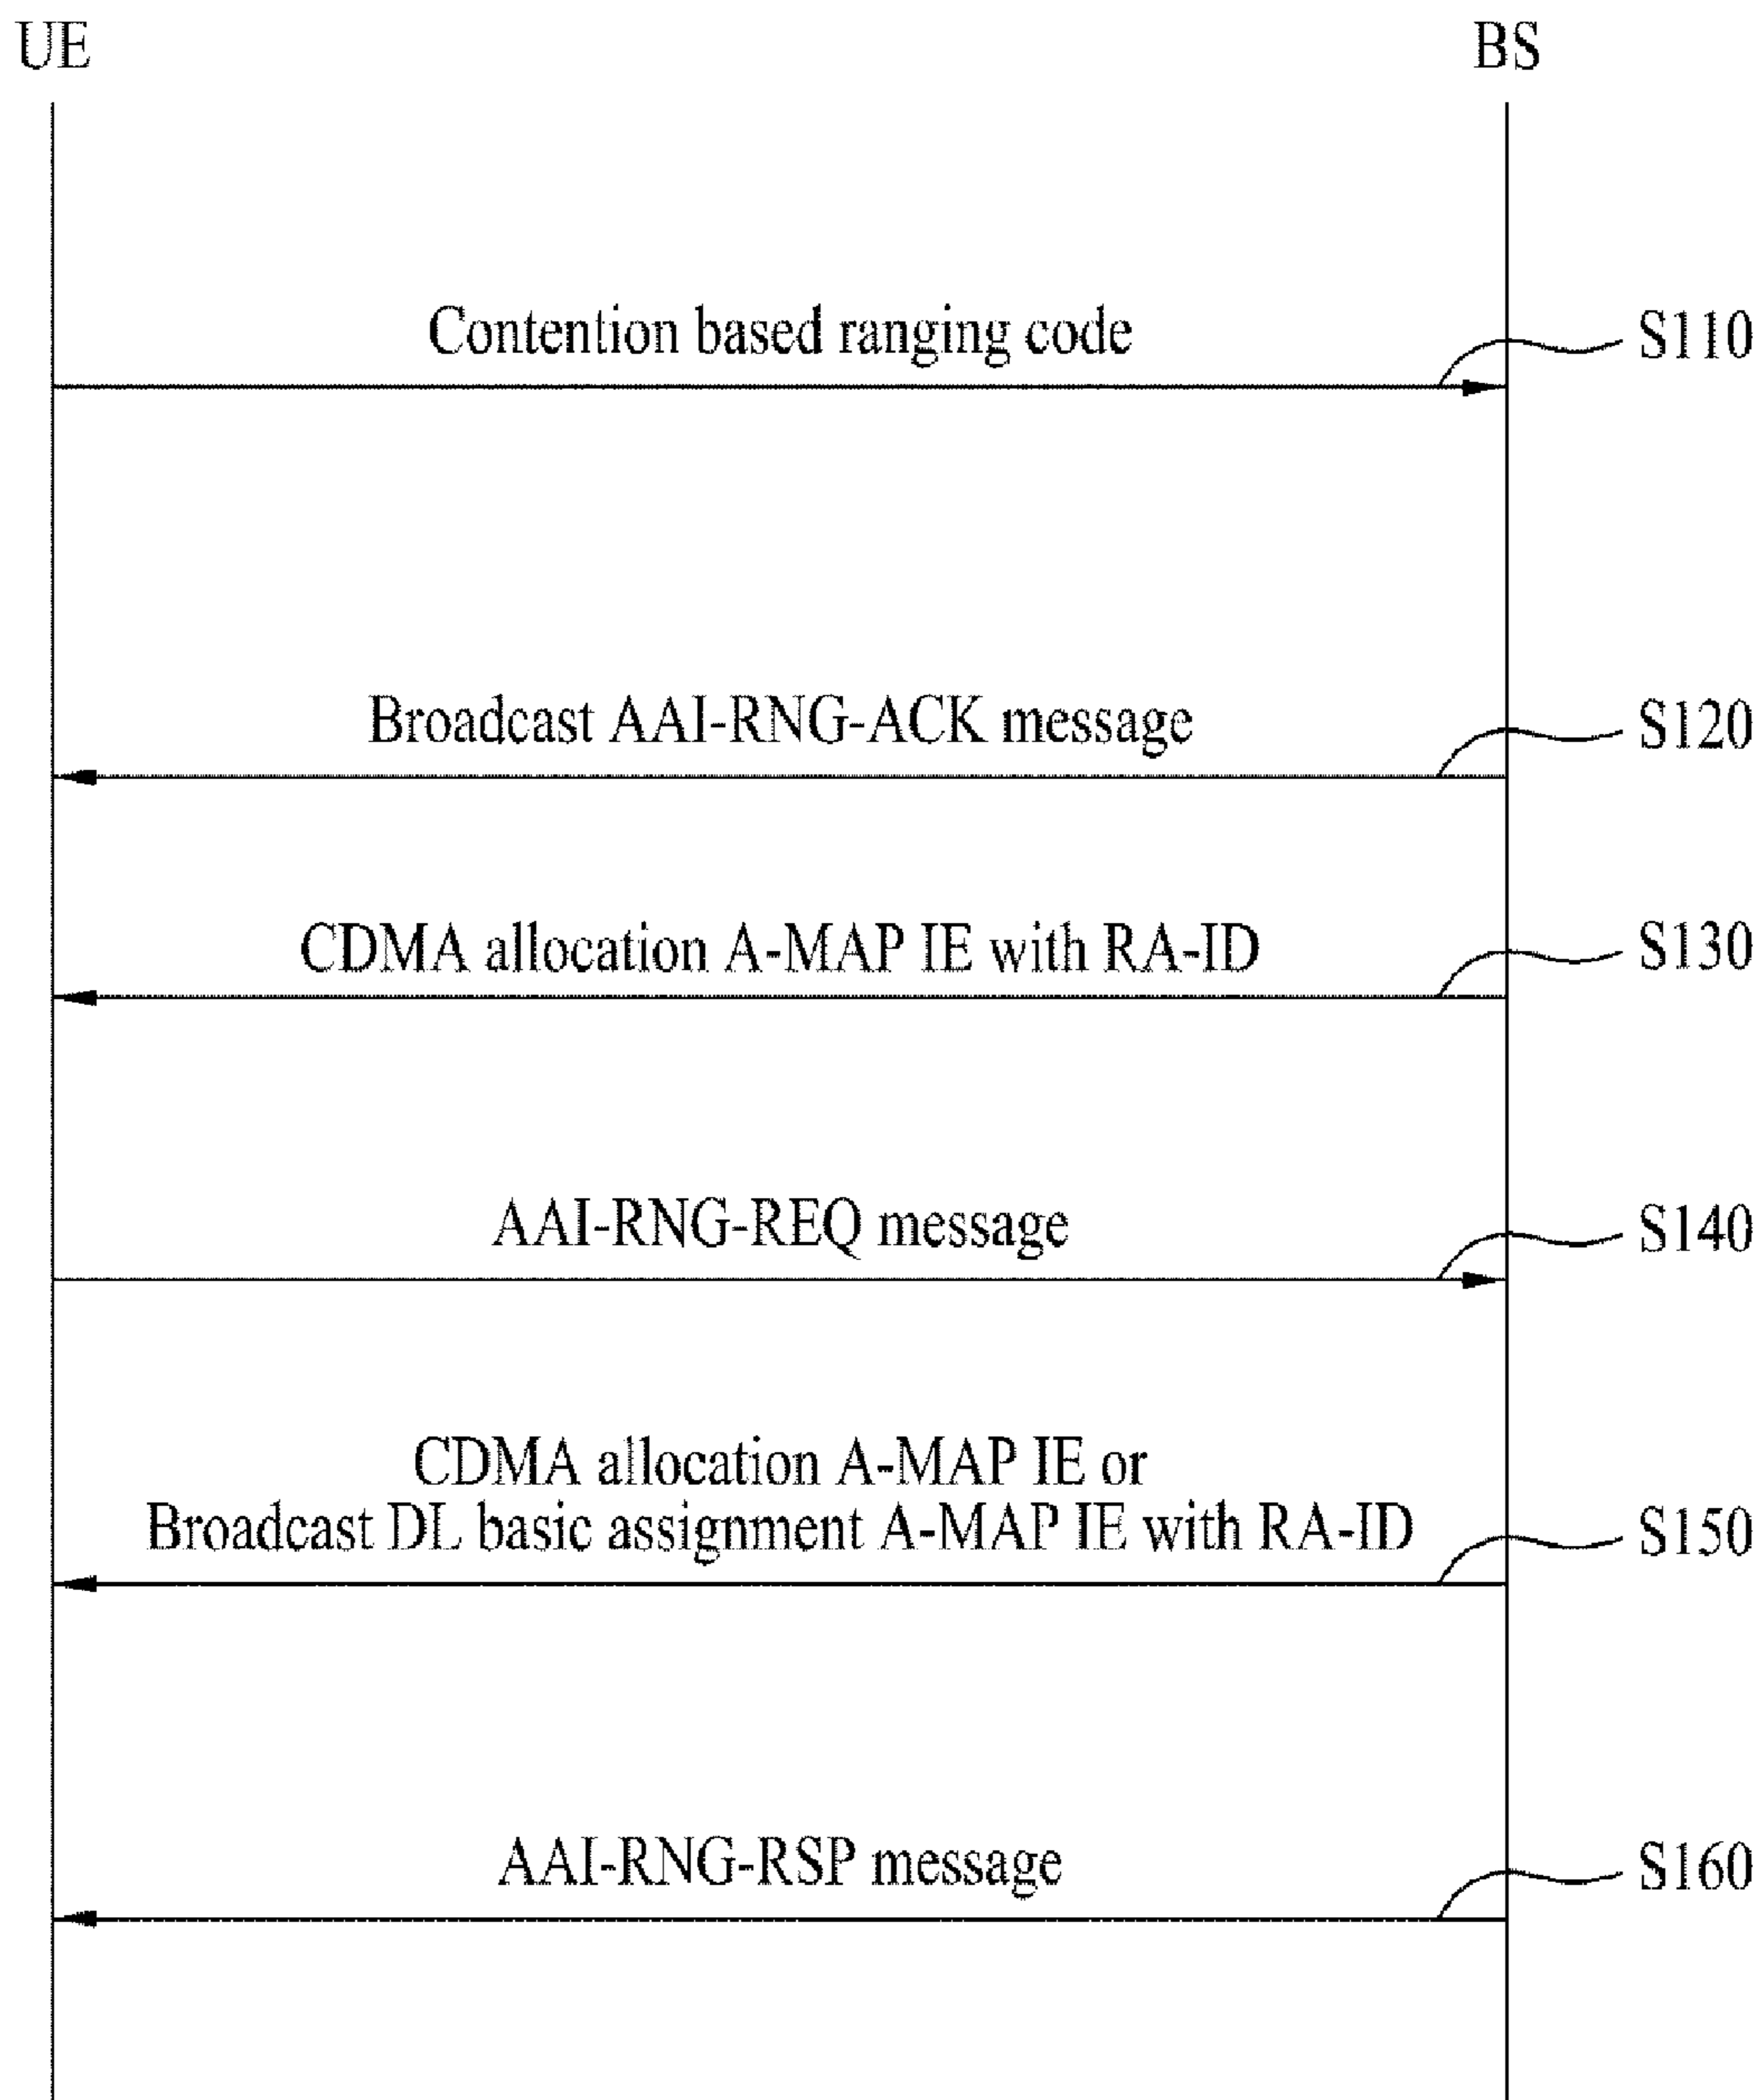 UE
BS
Contention based ranging code
S110
Broadcast AAI-RNG-ACK message
S120
CDMA allocation A-MAP IE with RA-ID
S130
AAI-RNG-REQ message
S140
CDMA allocation A-MAP IE or
Broadcast DL basic assignment A-MAP IE with RA-ID
S150
AAI-RNG-RSP message
S160